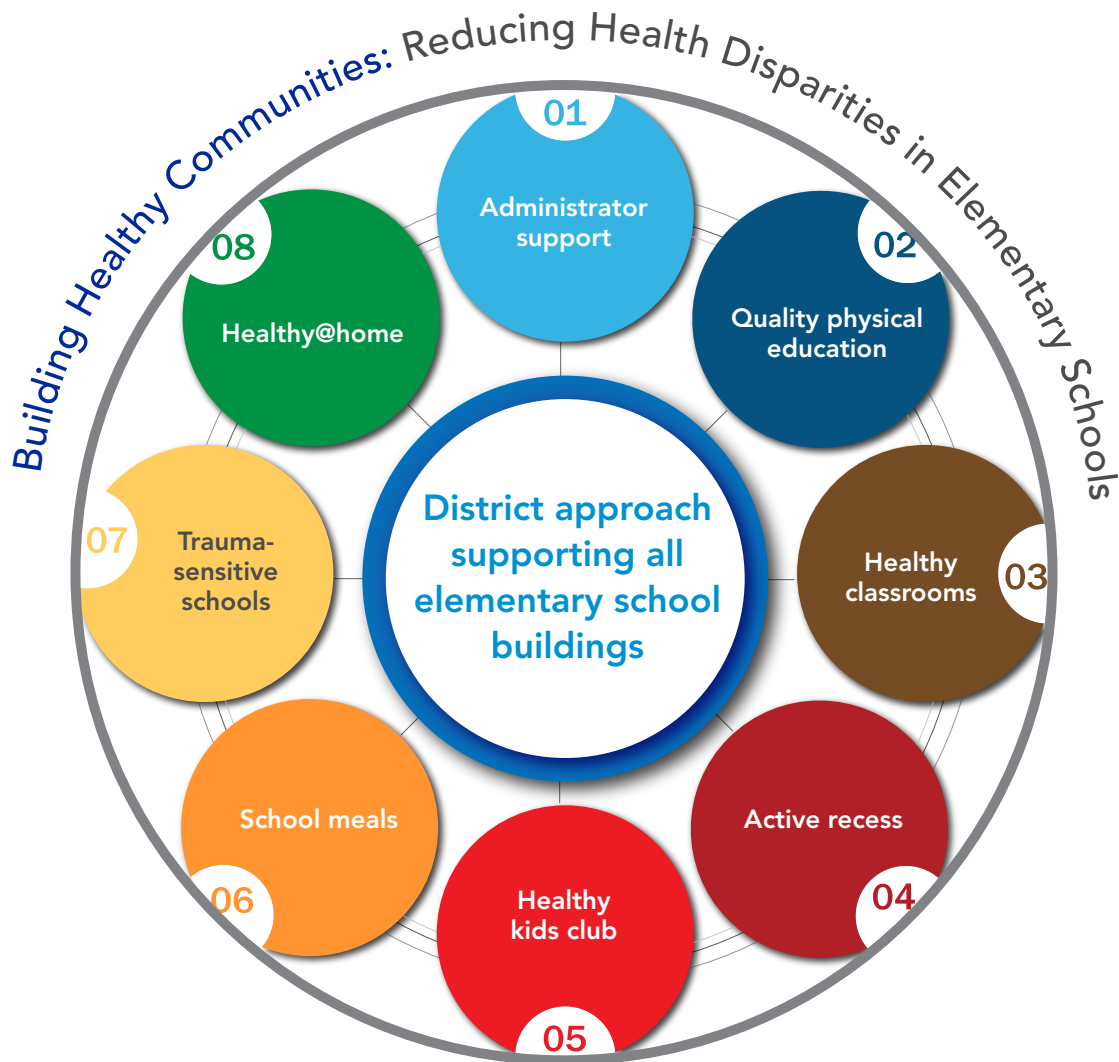 Building Healthy Communities: Reducing Health Disparities in Elementary Schools
01
Administrator
support
02
Quality physical
education
03
Healthy
classrooms
04
Active recess
05
Healthy
kids club
06
School meals
07
Trauma-
sensitive
schools
08
Healthy@home
District approach
supporting all
elementary school
buildings